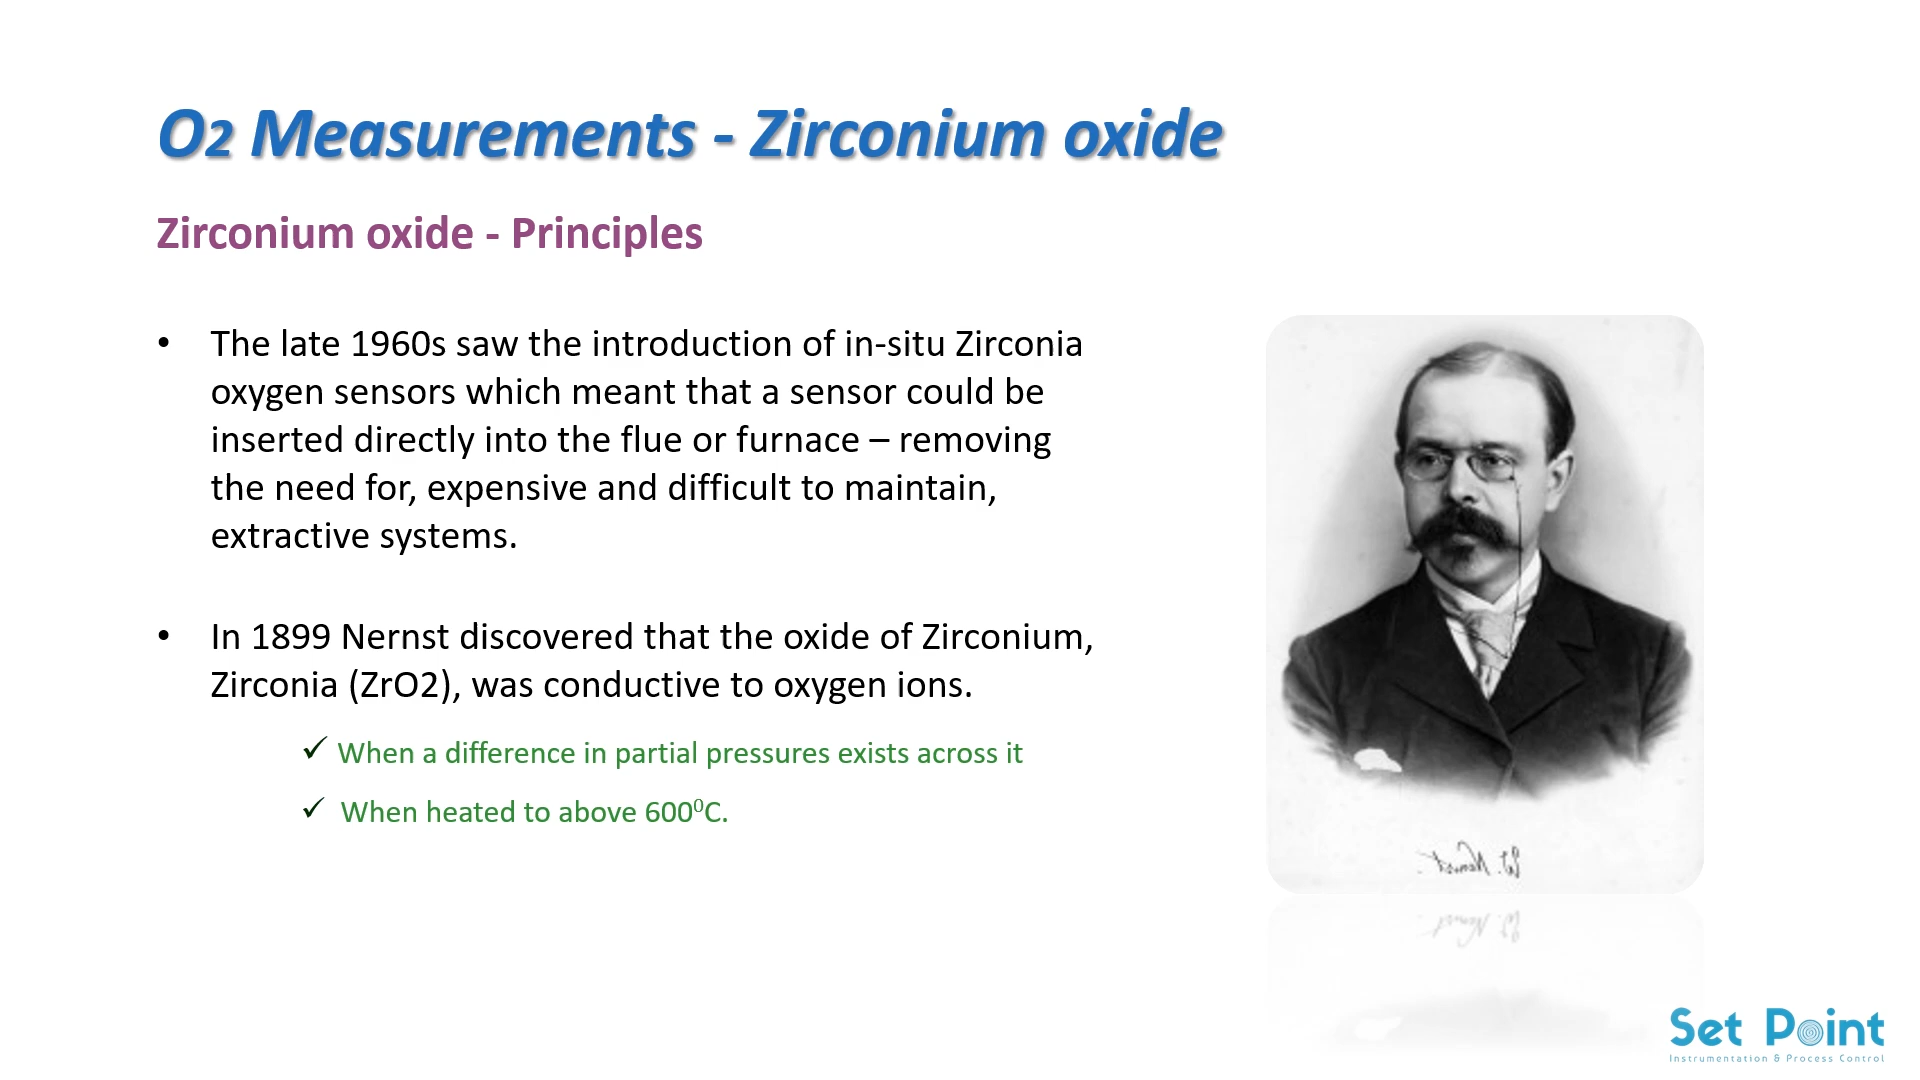 O2 Measurements - Zirconium oxide
Zirconium oxide - Principles
• The late 1960s saw the introduction of in-situ Zirconia
oxygen sensors which meant that a sensor could be
inserted directly into the flue or furnace – removing
the need for, expensive and difficult to maintain,
extractive systems.
• In 1899 Nernst discovered that the oxide of Zirconium,
Zirconia (ZrO2), was conductive to oxygen ions.
✓ When a difference in partial pressures exists across it
✓ When heated to above 600⁰C.
W. Nernst.
Set Point
Instrumentation & Process Control